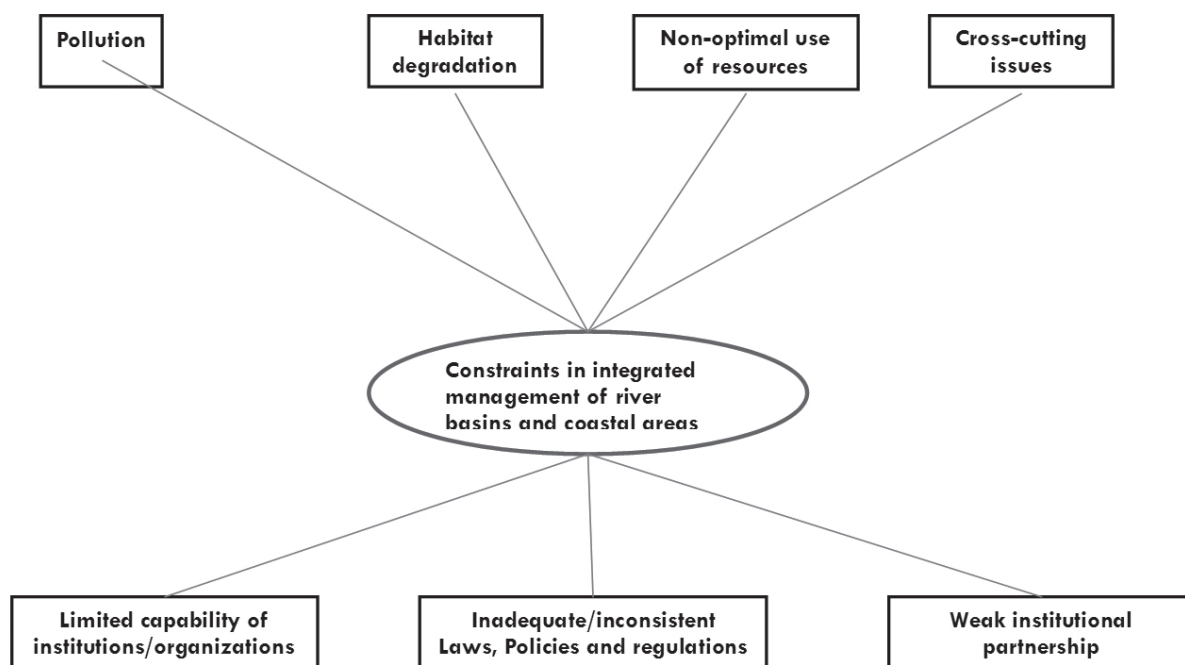 Pollution
Habitat
degradation
Non-optimal use
of resources
Cross-cutting
issues
Constraints in integrated
management of river
basins and coastal areas
Limited capability of
institutions/organizations
Inadequate/inconsistent
Laws, Policies and regulations
Weak institutional
partnership